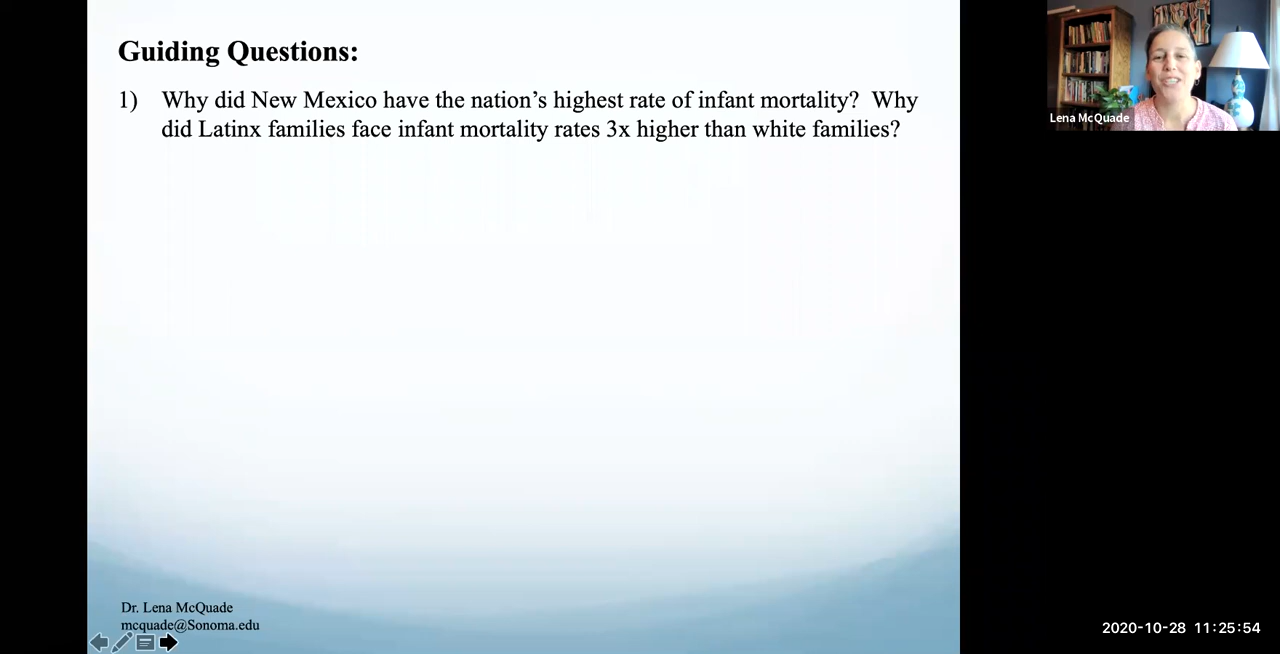 Guiding Questions:
1) Why did New Mexico have the nation’s highest rate of infant mortality? Why
did Latinx families face infant mortality rates 3x higher than white families?
Lena McQuade
Dr. Lena McQuade
mcquade@Sonoma.edu
2020-10-28 11:25:54